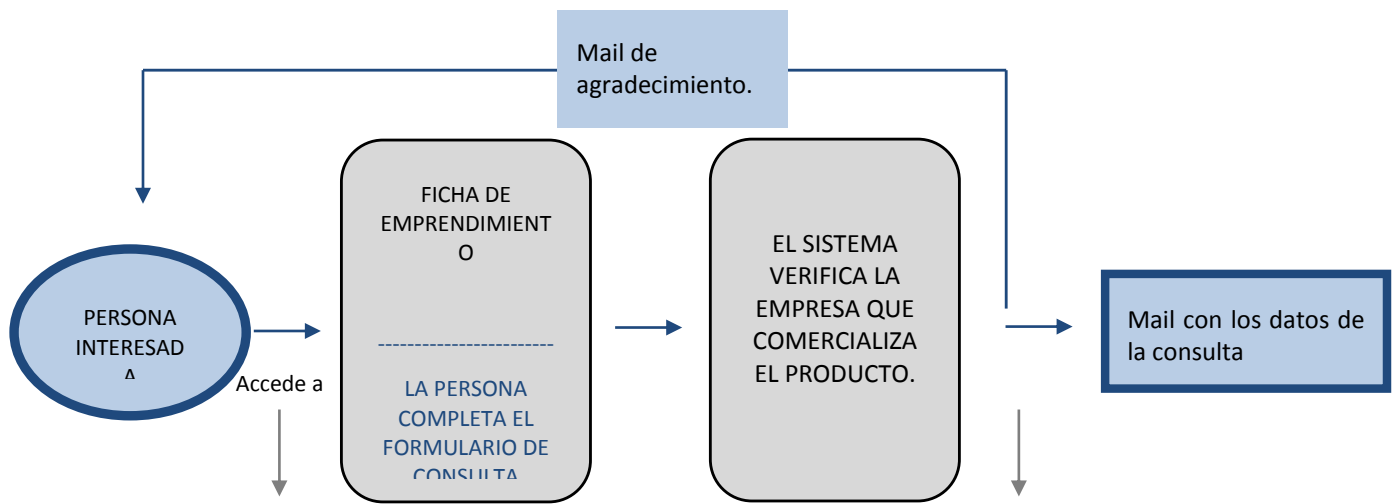 Mail de
agradecimiento.
PERSONA
INTERESAD
A
Accede a
FICHA DE
EMPRENDIMIENT
O
--------------------------
LA PERSONA
COMPLETA EL
FORMULARIO DE
CONSULTA
EL SISTEMA
VERIFICA LA
EMPRESA QUE
COMERCIALIZA
EL PRODUCTO.
Mail con los datos de
la consulta